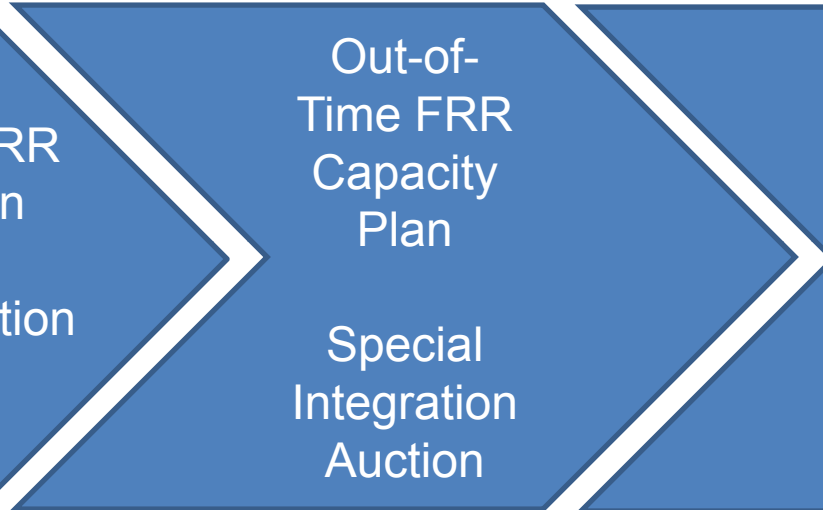 Out-of-
Time FRR
Capacity
Plan
Special
Integration
Auction